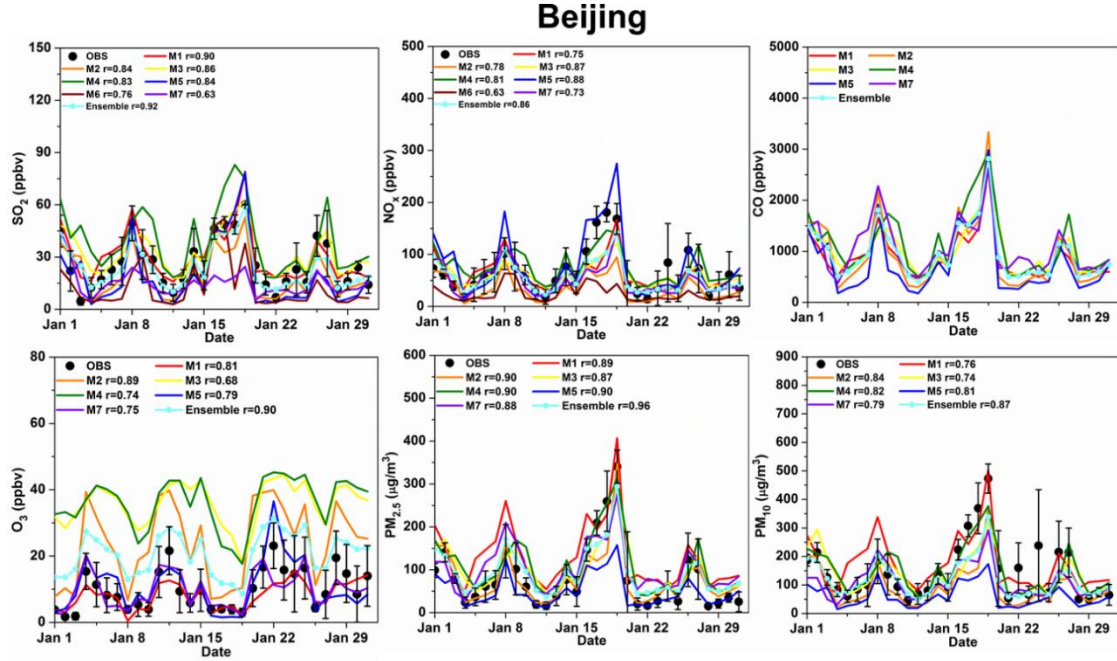 Beijing
SO2 (ppbv)
150
120
90
60
30
0
OBS M1 r=0.90
M2 r=0.84 M3 r=0.86
M4 r=0.83 M5 r=0.84
M6 r=0.76 M7 r=0.63
Ensemble r=0.92
Jan 1 Jan 8 Jan 15 Jan 22 Jan 29
Date
NOx (ppbv)
500
400
300
200
100
0
OBS M1 r=0.75
M2 r=0.78 M3 r=0.87
M4 r=0.81 M5 r=0.88
M6 r=0.63 M7 r=0.73
Ensemble r=0.86
Jan 1 Jan 8 Jan 15 Jan 22 Jan 29
Date
CO (ppbv)
5000
4000
3000
2000
1000
0
M1 M2
M3 M4
M5 M7
Ensemble
Jan 1 Jan 8 Jan 15 Jan 22 Jan 29
Date
O3 (ppbv)
80
60
40
20
0
OBS M1 r=0.81
M2 r=0.89 M3 r=0.68
M4 r=0.74 M5 r=0.79
M7 r=0.75 Ensemble r=0.90
Jan 1 Jan 8 Jan 15 Jan 22 Jan 29
Date
PM2.5 (μg/m3)
600
500
400
300
200
100
0
OBS M1 r=0.89
M2 r=0.90 M3 r=0.87
M4 r=0.90 M5 r=0.90
M7 r=0.88 Ensemble r=0.96
Jan 1 Jan 8 Jan 15 Jan 22 Jan 29
Date
PM10 (μg/m3)
900
800
700
600
500
400
300
200
100
0
OBS M1 r=0.76
M2 r=0.84 M3 r=0.74
M4 r=0.82 M5 r=0.81
M7 r=0.79 Ensemble r=0.87
Jan 1 Jan 8 Jan 15 Jan 22 Jan 29
Date